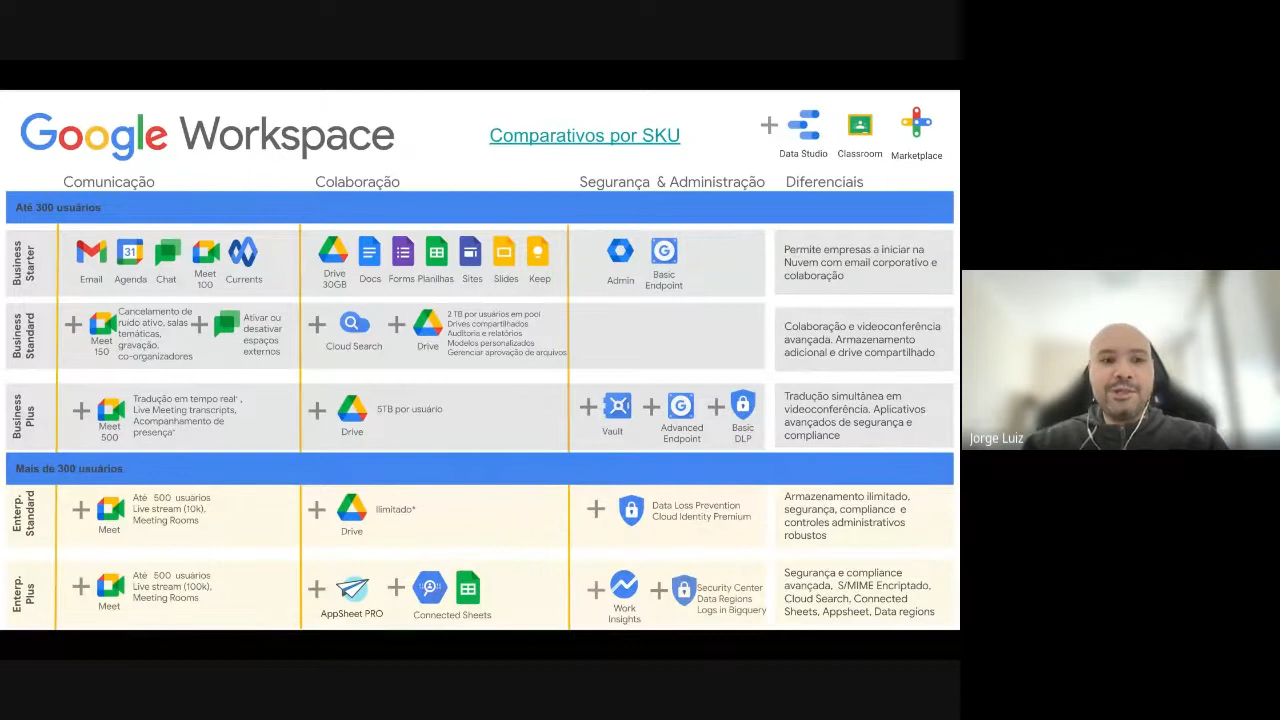 Google Workspace
Comparativos por SKU
+
Data Studio
Classroom
Marketplace
Comunicação
Colaboração
Segurança & Administração
Diferenciais
Até 300 usuários
Business
Starter
31
Email
Agenda
Chat
Meet
100
Currents
Drive
30GB
Docs
Forms
Planilhas
Sites
Slides
Keep
Admin
Basic
Endpoint
Permite empresas a iniciar na
Nuvem com email corporativo e
colaboração
Business
Standard
+
Meet
150
Cancelamento de
ruído ativo, salas
temáticas,
gravação,
co-organizadores
+
Ativar ou
desativar
espaços
externos
+
Cloud Search
+
Drive
2 TB por usuários em pool
Drives compartilhados
Auditoria e relatórios
Modelos personalizados
Gerenciar aprovação de arquivos
Colaboração e videoconferência
avançada. Armazenamento
adicional e drive compartilhado
Business
Plus
+
Meet
500
Tradução em tempo real*,
Live Meeting transcripts,
Acompanhamento de
presença*
+
Drive
5TB por usuário
+
Vault
+
Advanced
Endpoint
+
Basic
DLP
Tradução simultânea em
videoconferência. Aplicativos
avançados de segurança e
compliance
Mais de 300 usuários
Enterp.
Standard
+
Meet
Até 500 usuarios
Live stream (10k),
Meeting Rooms
+
Drive
Ilimitado*
+
Data Loss Prevention
Cloud Identity Premium
Armazenamento ilimitado,
segurança, compliance e
controles administrativos
robustos
Enterp.
Plus
+
Meet
Até 500 usuarios
Live stream (100k),
Meeting Rooms
+
AppSheet PRO
+
Connected Sheets
+
Work
Insights
+
Security Center
Data Regions
Logs in Bigquery
Segurança e compliance
avançada, S/MIME Encriptado,
Cloud Search, Connected
Sheets, Appsheet, Data regions
Jorge Luiz